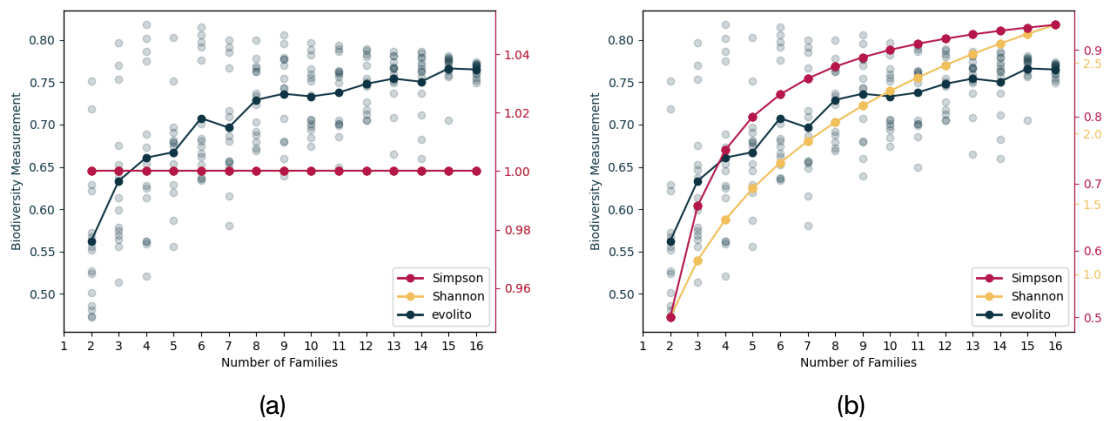 0.80
0.75
0.70
0.65
0.60
0.55
0.50
Biodiversity Measurement
1.04
1.02
1.00
0.98
0.96
Simpson
Shannon
evolito
1 2 3 4 5 6 7 8 9 10 11 12 13 14 15 16
Number of Families
(a)
0.80
0.75
0.70
0.65
0.60
0.55
0.50
Biodiversity Measurement
0.9
0.8
0.7
0.6
0.5
2.5
2.0
1.5
1.0
Simpson
Shannon
evolito
1 2 3 4 5 6 7 8 9 10 11 12 13 14 15 16
Number of Families
(b)